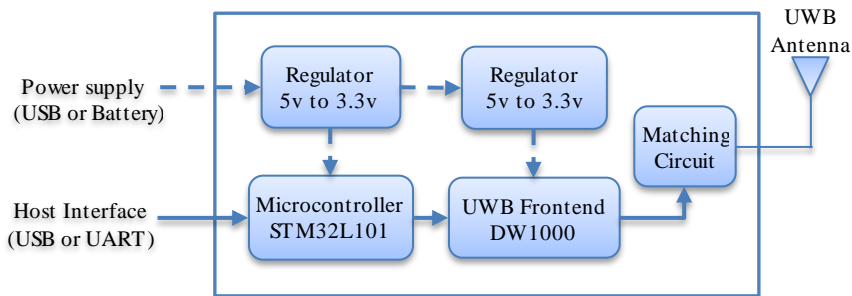 UWB
Antenna
Power supply
(USB or Battery)
Regulator
5v to 3.3v
Regulator
5v to 3.3v
Matching
Circuit
Host Interface
(USB or UART)
Microcontroller
STM32L101
UWB Frontend
DW1000